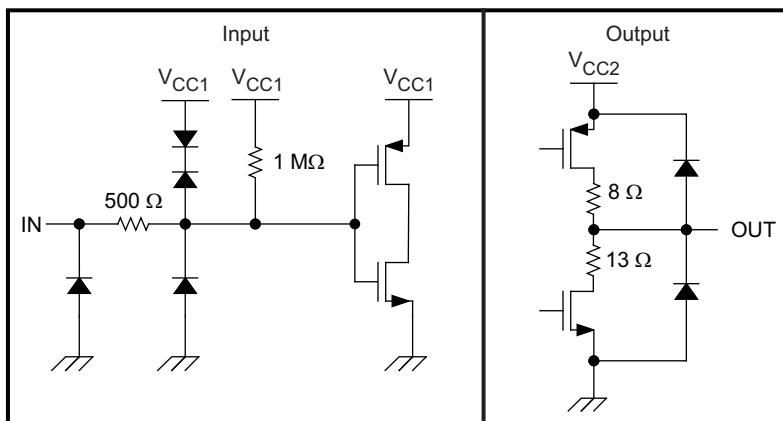 Input
Output
VCC1
VCC1
VCC1
VCC2
1 MΩ
500 Ω
8 Ω
IN
OUT
13 Ω